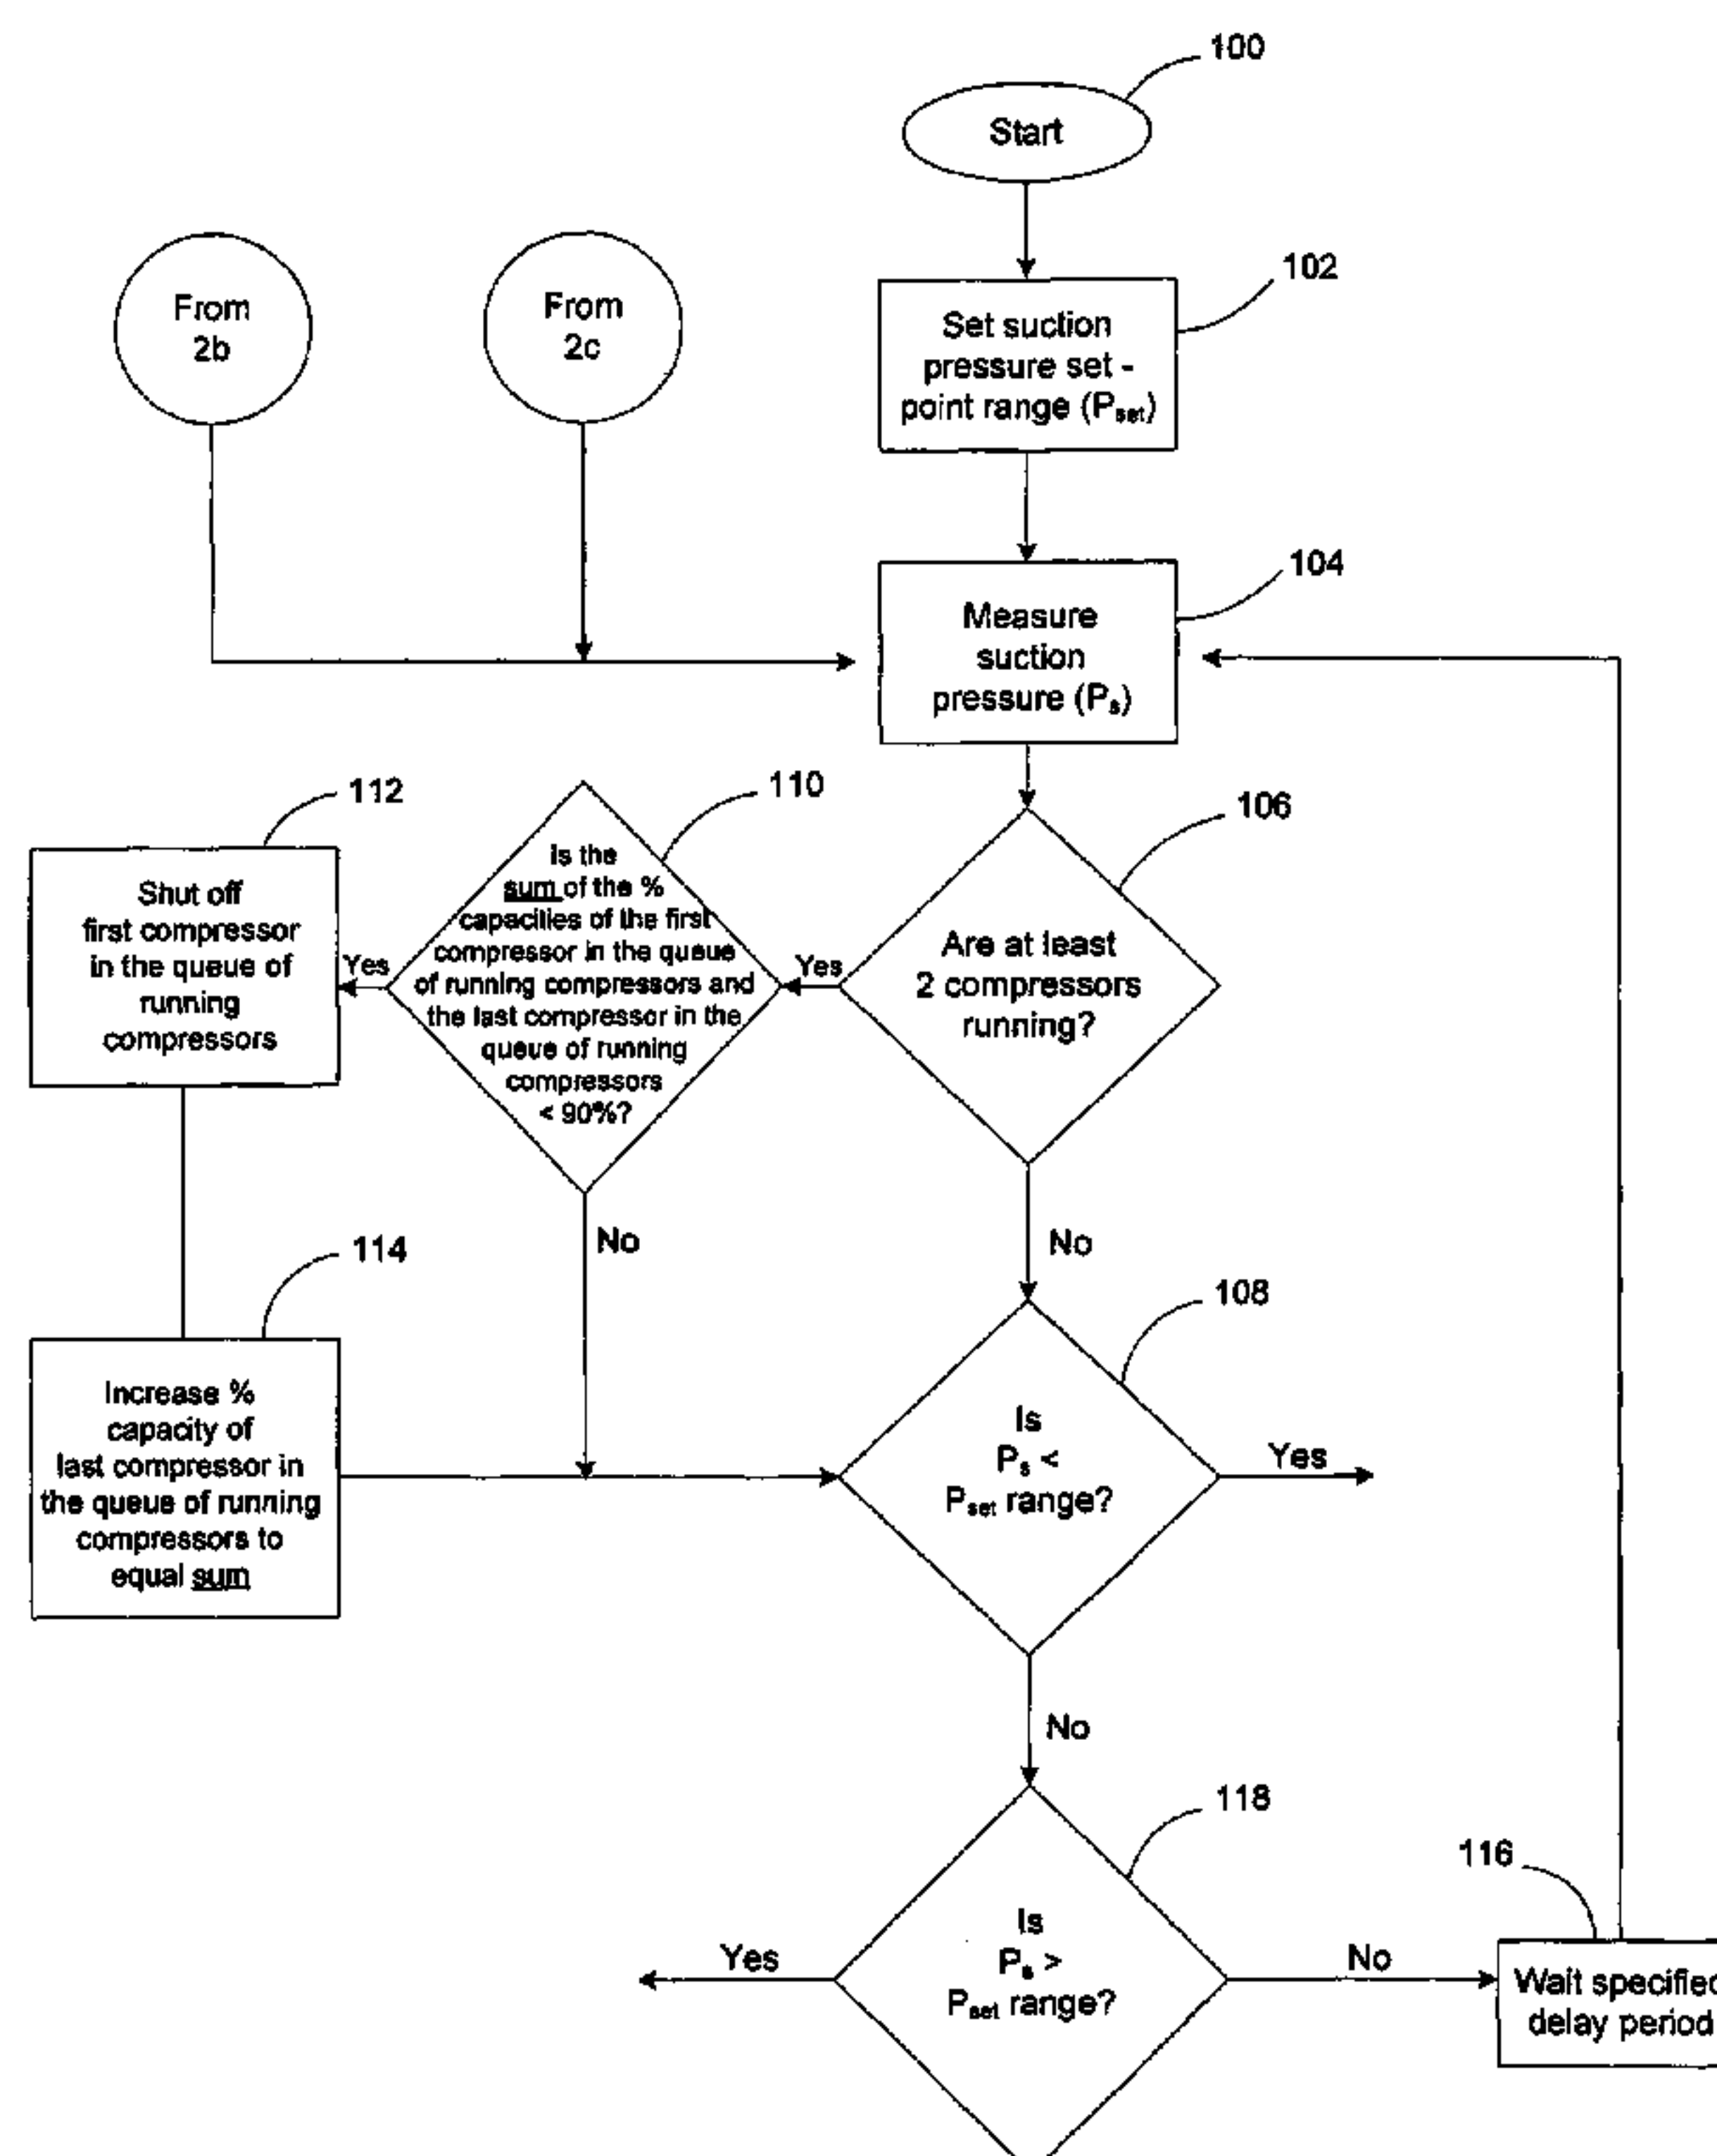 100
Start
102
Set suction
pressure set -
point range (Pset)
From
2b
From
2c
104
Measure
suction
pressure (Ps)
106
Are at least
2 compressors
running?
Yes
110
Is the
sum of the %
capacities of the first
compressor in the queue
of running compressors and
the last compressor in the
queue of running
compressors
< 90%?
Yes
112
Shut off
first compressor
in the queue of
running
compressors
No
No
114
Increase %
capacity of
last compressor in
the queue of running
compressors to
equal sum
108
Is
Ps <
Pset range?
Yes
No
118
Is
Ps >
Pset range?
Yes
No
116
Wait specified
delay period